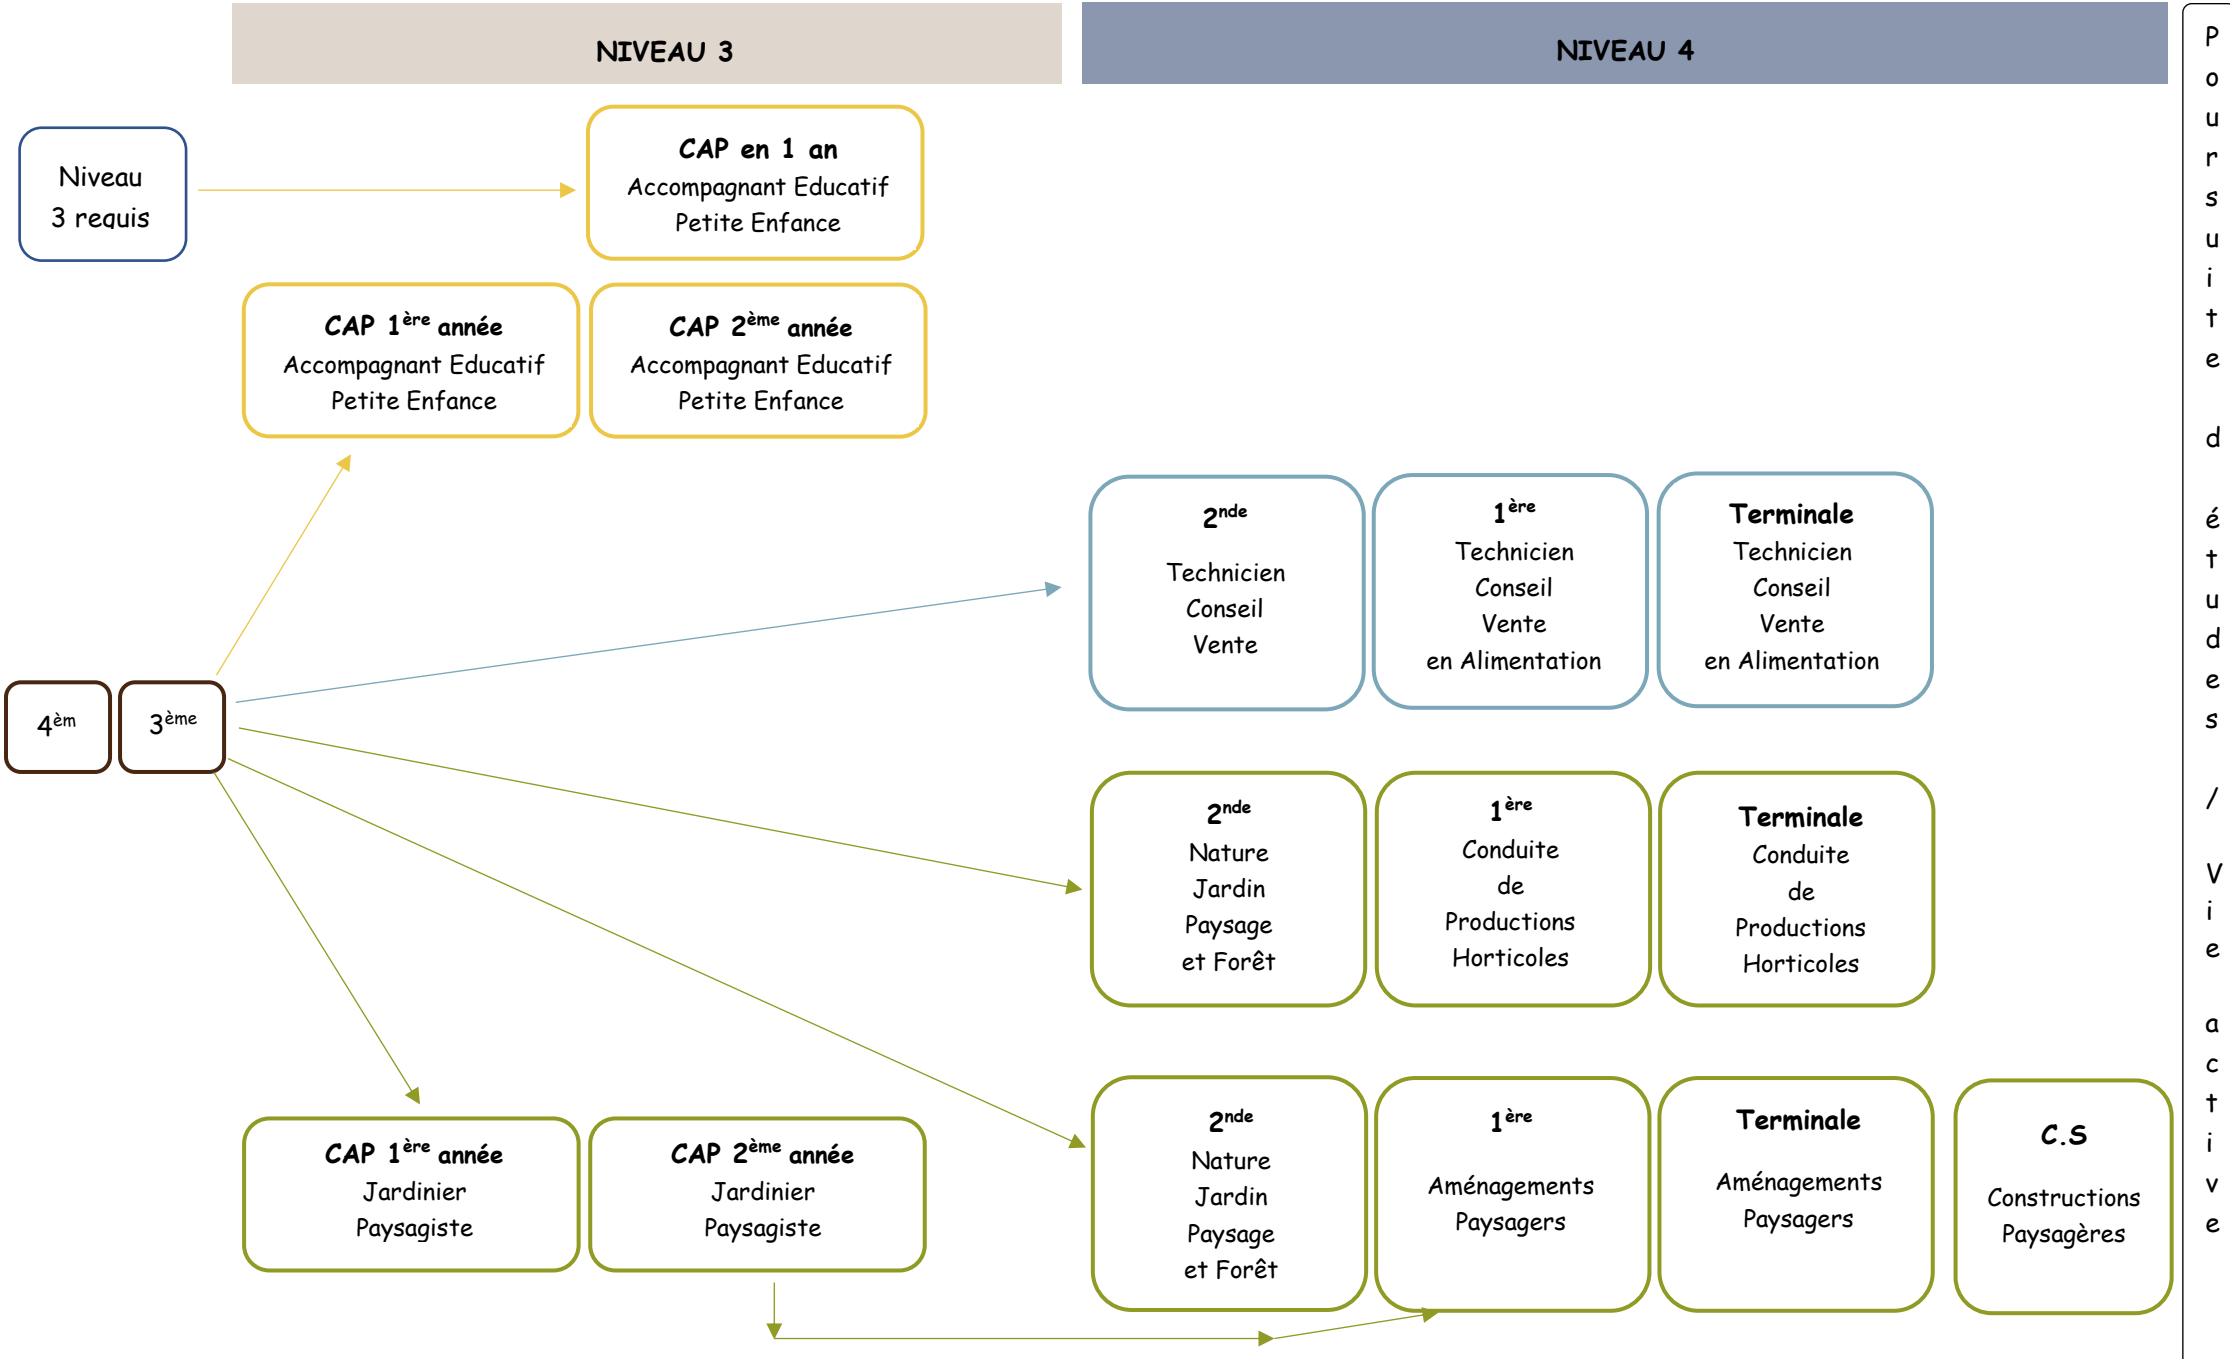 NIVEAU 3
NIVEAU 4
Niveau
3 requis
CAP en 1 an
Accompagnant Educatif
Petite Enfance
CAP 1ère année
Accompagnant Educatif
Petite Enfance
CAP 2ème année
Accompagnant Educatif
Petite Enfance
2nde
Technicien
Conseil
Vente
1ère
Technicien
Conseil
Vente
en Alimentation
Terminale
Technicien
Conseil
Vente
en Alimentation
4èm
3ème
2nde
Nature
Jardin
Paysage
et Forêt
1ère
Conduite
de
Productions
Horticoles
Terminale
Conduite
de
Productions
Horticoles
CAP 1ère année
Jardinier
Paysagiste
CAP 2ème année
Jardinier
Paysagiste
2nde
Nature
Jardin
Paysage
et Forêt
1ère
Aménagements
Paysagers
Terminale
Aménagements
Paysagers
C.S
Constructions
Paysagères
Poursuite d études / Vie active